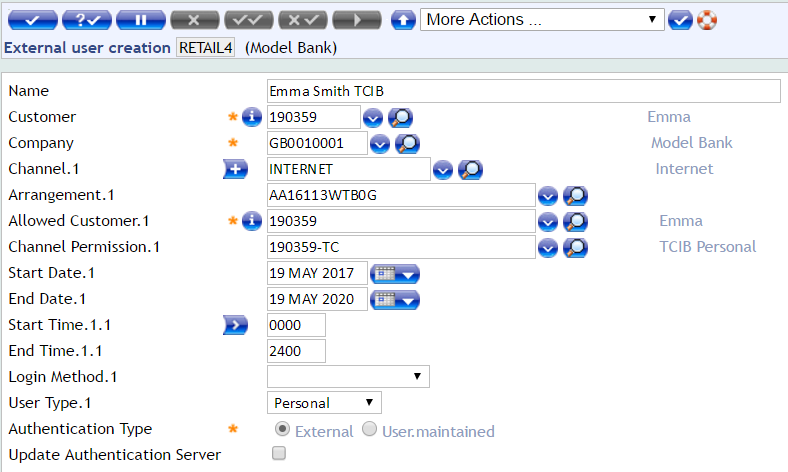 More Actions ...
External user creation RETAIL4 (Model Bank)
Name Emma Smith TCIB
Customer 190359 Emma
Company GB0010001 Model Bank
Channel.1 INTERNET Internet
Arrangement.1 AA16113WTB0G
Allowed Customer.1 190359 Emma
Channel Permission.1 190359-TC TCIB Personal
Start Date.1 19 MAY 2017
End Date.1 19 MAY 2020
Start Time.1.1 0000
End Time.1.1 2400
Login Method.1
User Type.1 Personal
Authentication Type External User.maintained
Update Authentication Server